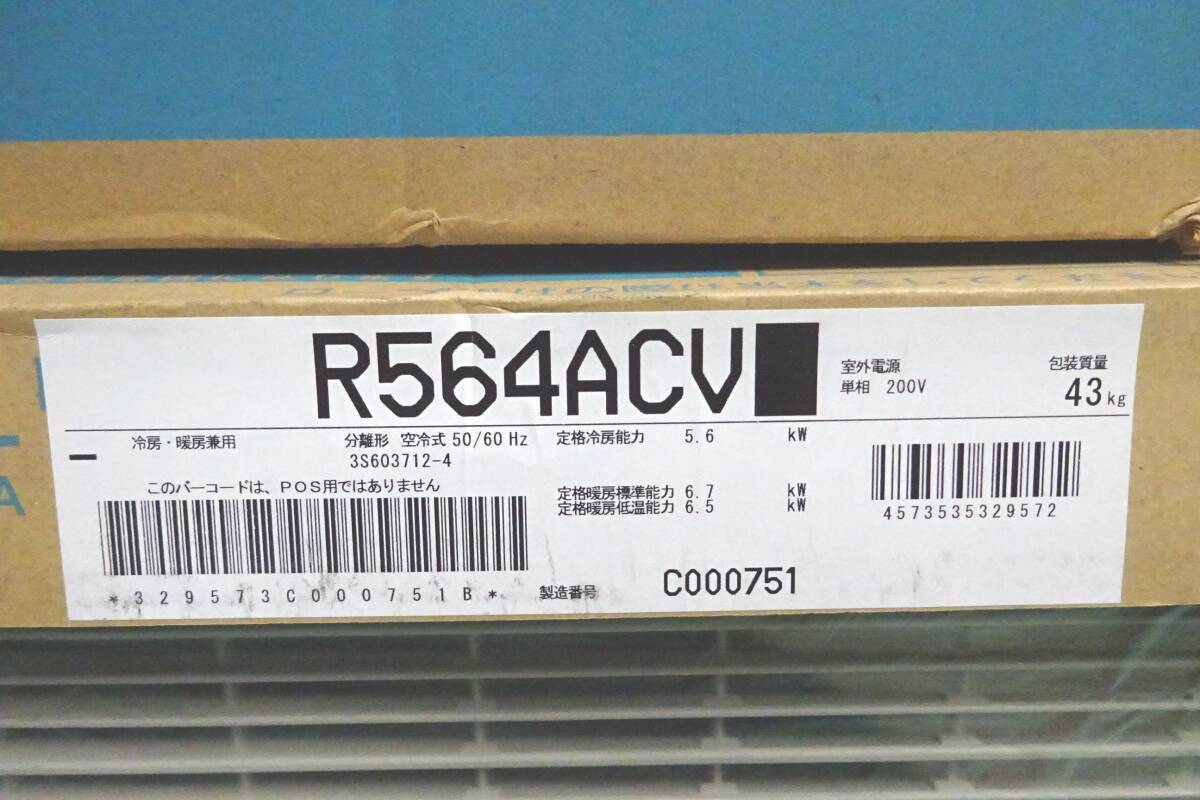 R564ACV
室外電源
単相 200V
包装質量
43kg
冷房・暖房兼用
分離形 空冷式 50/60 Hz
3S603712-4
定格冷房能力 5.6 kW
このバーコードは、POS用ではありません
定格暖房標準能力 6.7 kW
定格暖房低温能力 6.5 kW
4573535329572
*329573C000751B*
製造番号 C000751
A